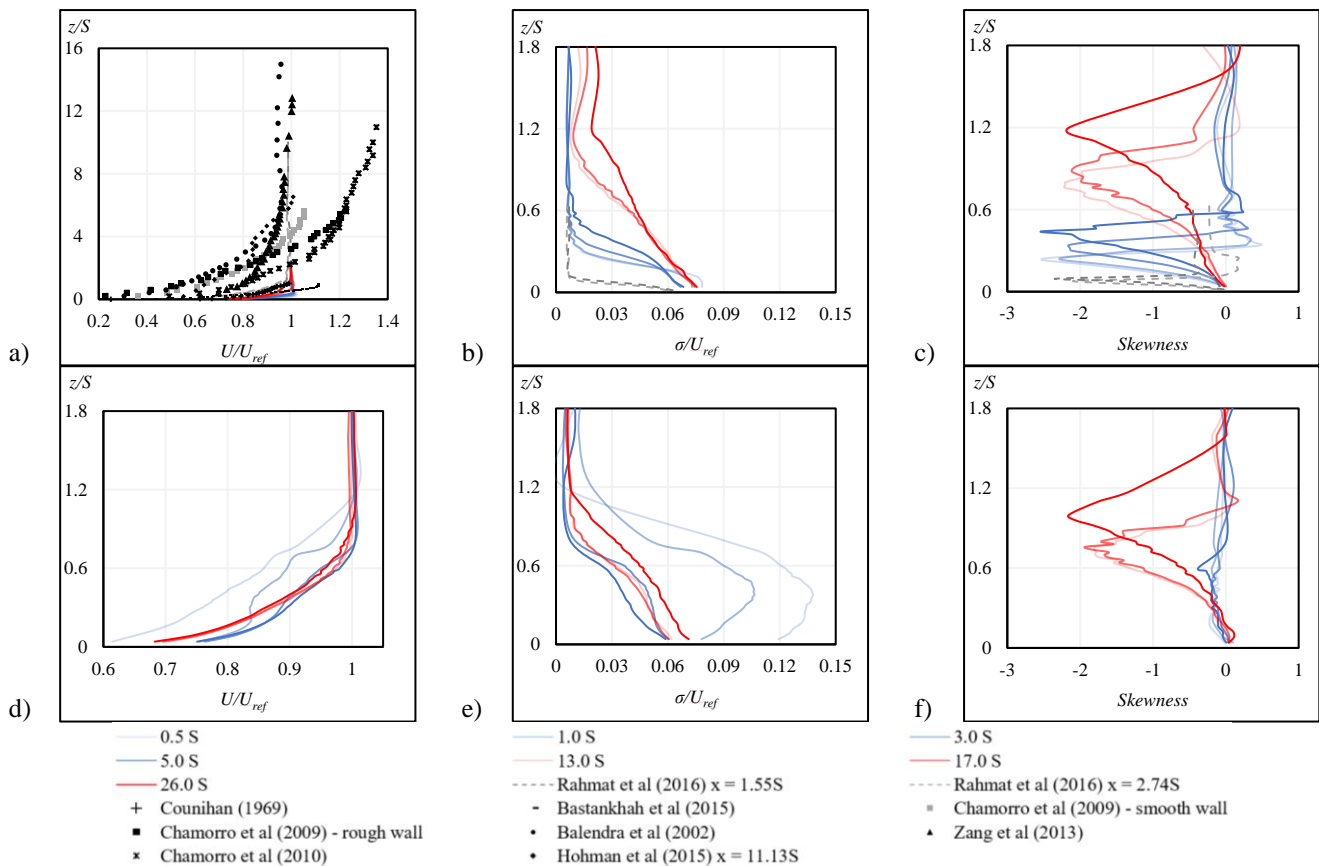 z/S
16
12
8
4
0
0.2 0.4 0.6 0.8 1 1.2 1.4
a)
U/U_ref
z/S
1.8
1.2
0.6
0
0 0.03 0.06 0.09 0.12 0.15
b)
σ/U_ref
z/S
1.8
1.2
0.6
0
-3 -2 -1 0 1
c)
Skewness
z/S
1.8
1.2
0.6
0
0.6 0.7 0.8 0.9 1
d)
U/U_ref
z/S
1.8
1.2
0.6
0
0 0.03 0.06 0.09 0.12 0.15
e)
σ/U_ref
z/S
1.8
1.2
0.6
0
-3 -2 -1 0 1
f)
Skewness
0.5 S 1.0 S 3.0 S
5.0 S 13.0 S 17.0 S
26.0 S Rahmat et al (2016) x = 1.55S Rahmat et al (2016) x = 2.74S
Counihan (1969) Bastankhah et al (2015) Chamorro et al (2009) - smooth wall
Chamorro et al (2009) - rough wall Balendra et al (2002) Zang et al (2013)
Chamorro et al (2010) Hohman et al (2015) x = 11.13S